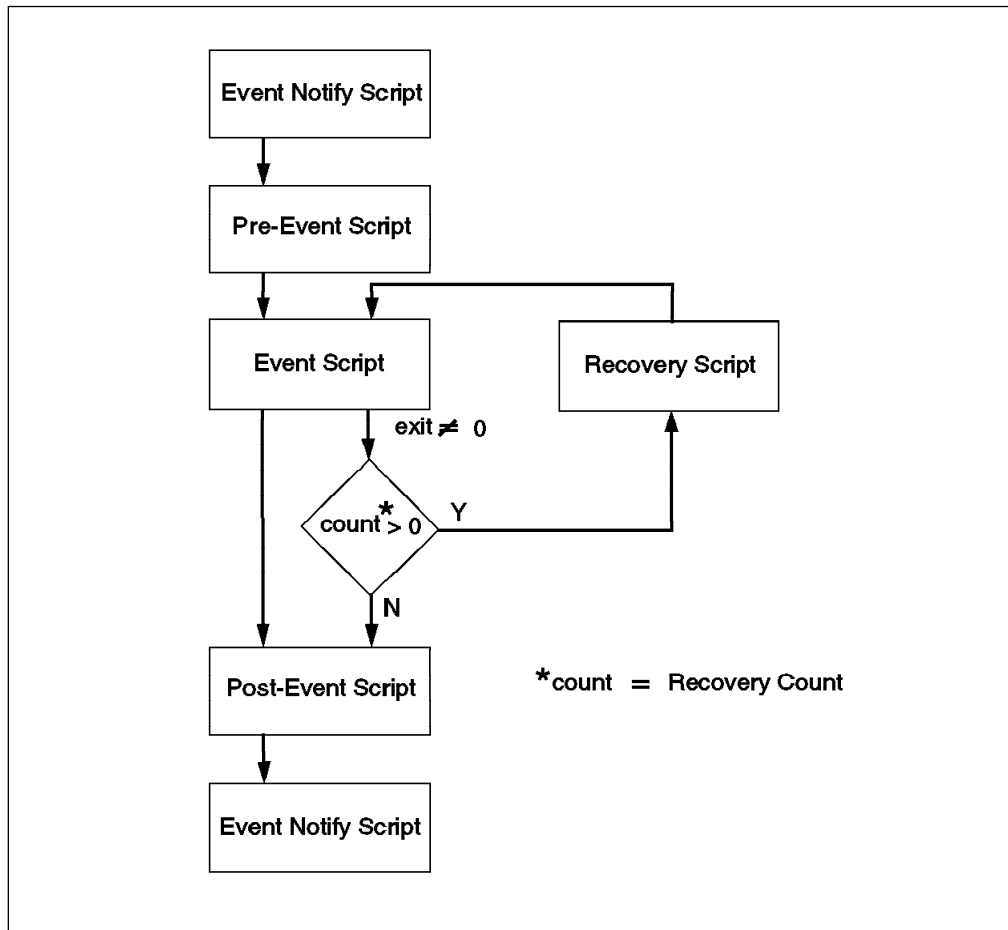 Event Notify Script
Pre-Event Script
Event Script
Recovery Script
exit ≠ 0
count* > 0
Y
N
Post-Event Script
*count = Recovery Count
Event Notify Script